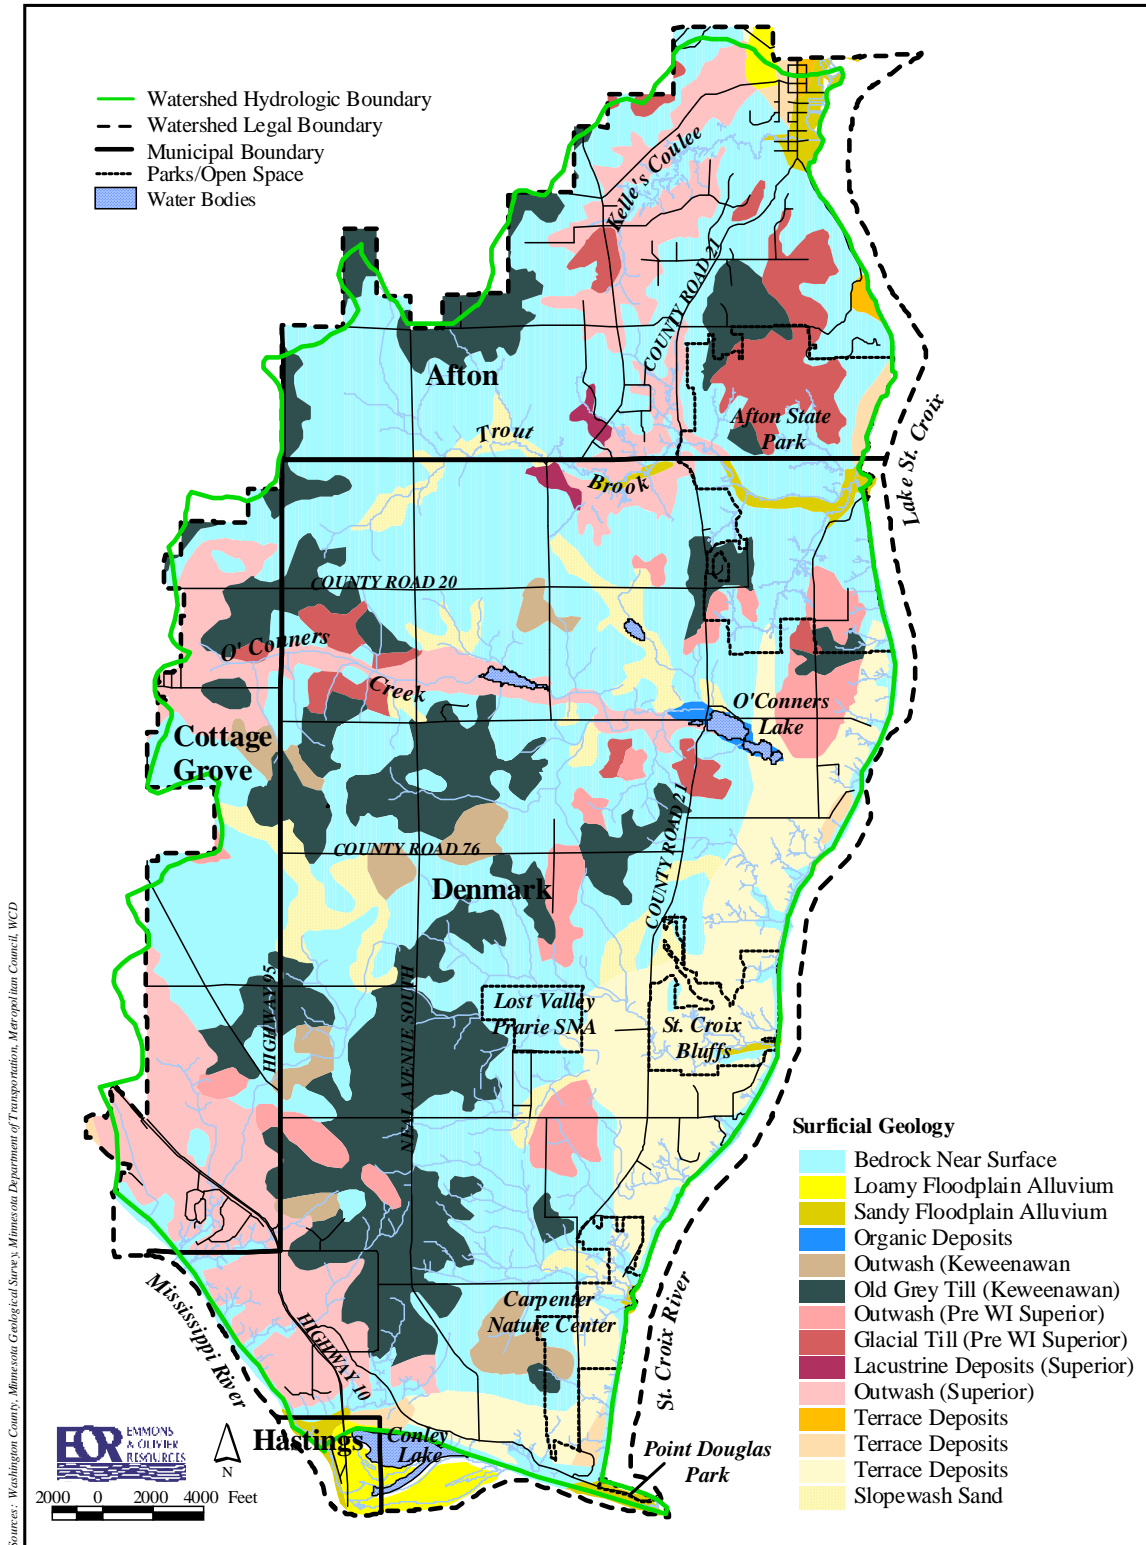 Watershed Hydrologic Boundary
Watershed Legal Boundary
Municipal Boundary
Parks/Open Space
Water Bodies
Kelle's Coulee
COUNTY ROAD 21
Afton
Afton State
Park
Trout
Brook
Lake St. Croix
COUNTY ROAD 20
O' Conners
Creek
O'Conners
Lake
Cottage
Grove
COUNTY ROAD 76
COUNTY ROAD 21
Denmark
HIGHWAY 95
NEAL AVENUE SOUTH
Lost Valley
Prarie SNA
St. Croix
Bluffs
Mississippi River
HIGHWAY 10
Carpenter
Nature Center
St. Croix River
Hastings
Conley
Lake
Point Douglas
Park
Surficial Geology
Bedrock Near Surface
Loamy Floodplain Alluvium
Sandy Floodplain Alluvium
Organic Deposits
Outwash (Keweenawan
Old Grey Till (Keweenawan)
Outwash (Pre WI Superior)
Glacial Till (Pre WI Superior)
Lacustrine Deposits (Superior)
Outwash (Superior)
Terrace Deposits
Terrace Deposits
Terrace Deposits
Slopewash Sand
EOR
EMMONS
& OLIVIER
RESOURCES
N
2000 0 2000 4000 Feet
Sources: Washington County, Minnesota Geological Survey, Minnesota Department of Transportation, Metropolitan Council, WCD